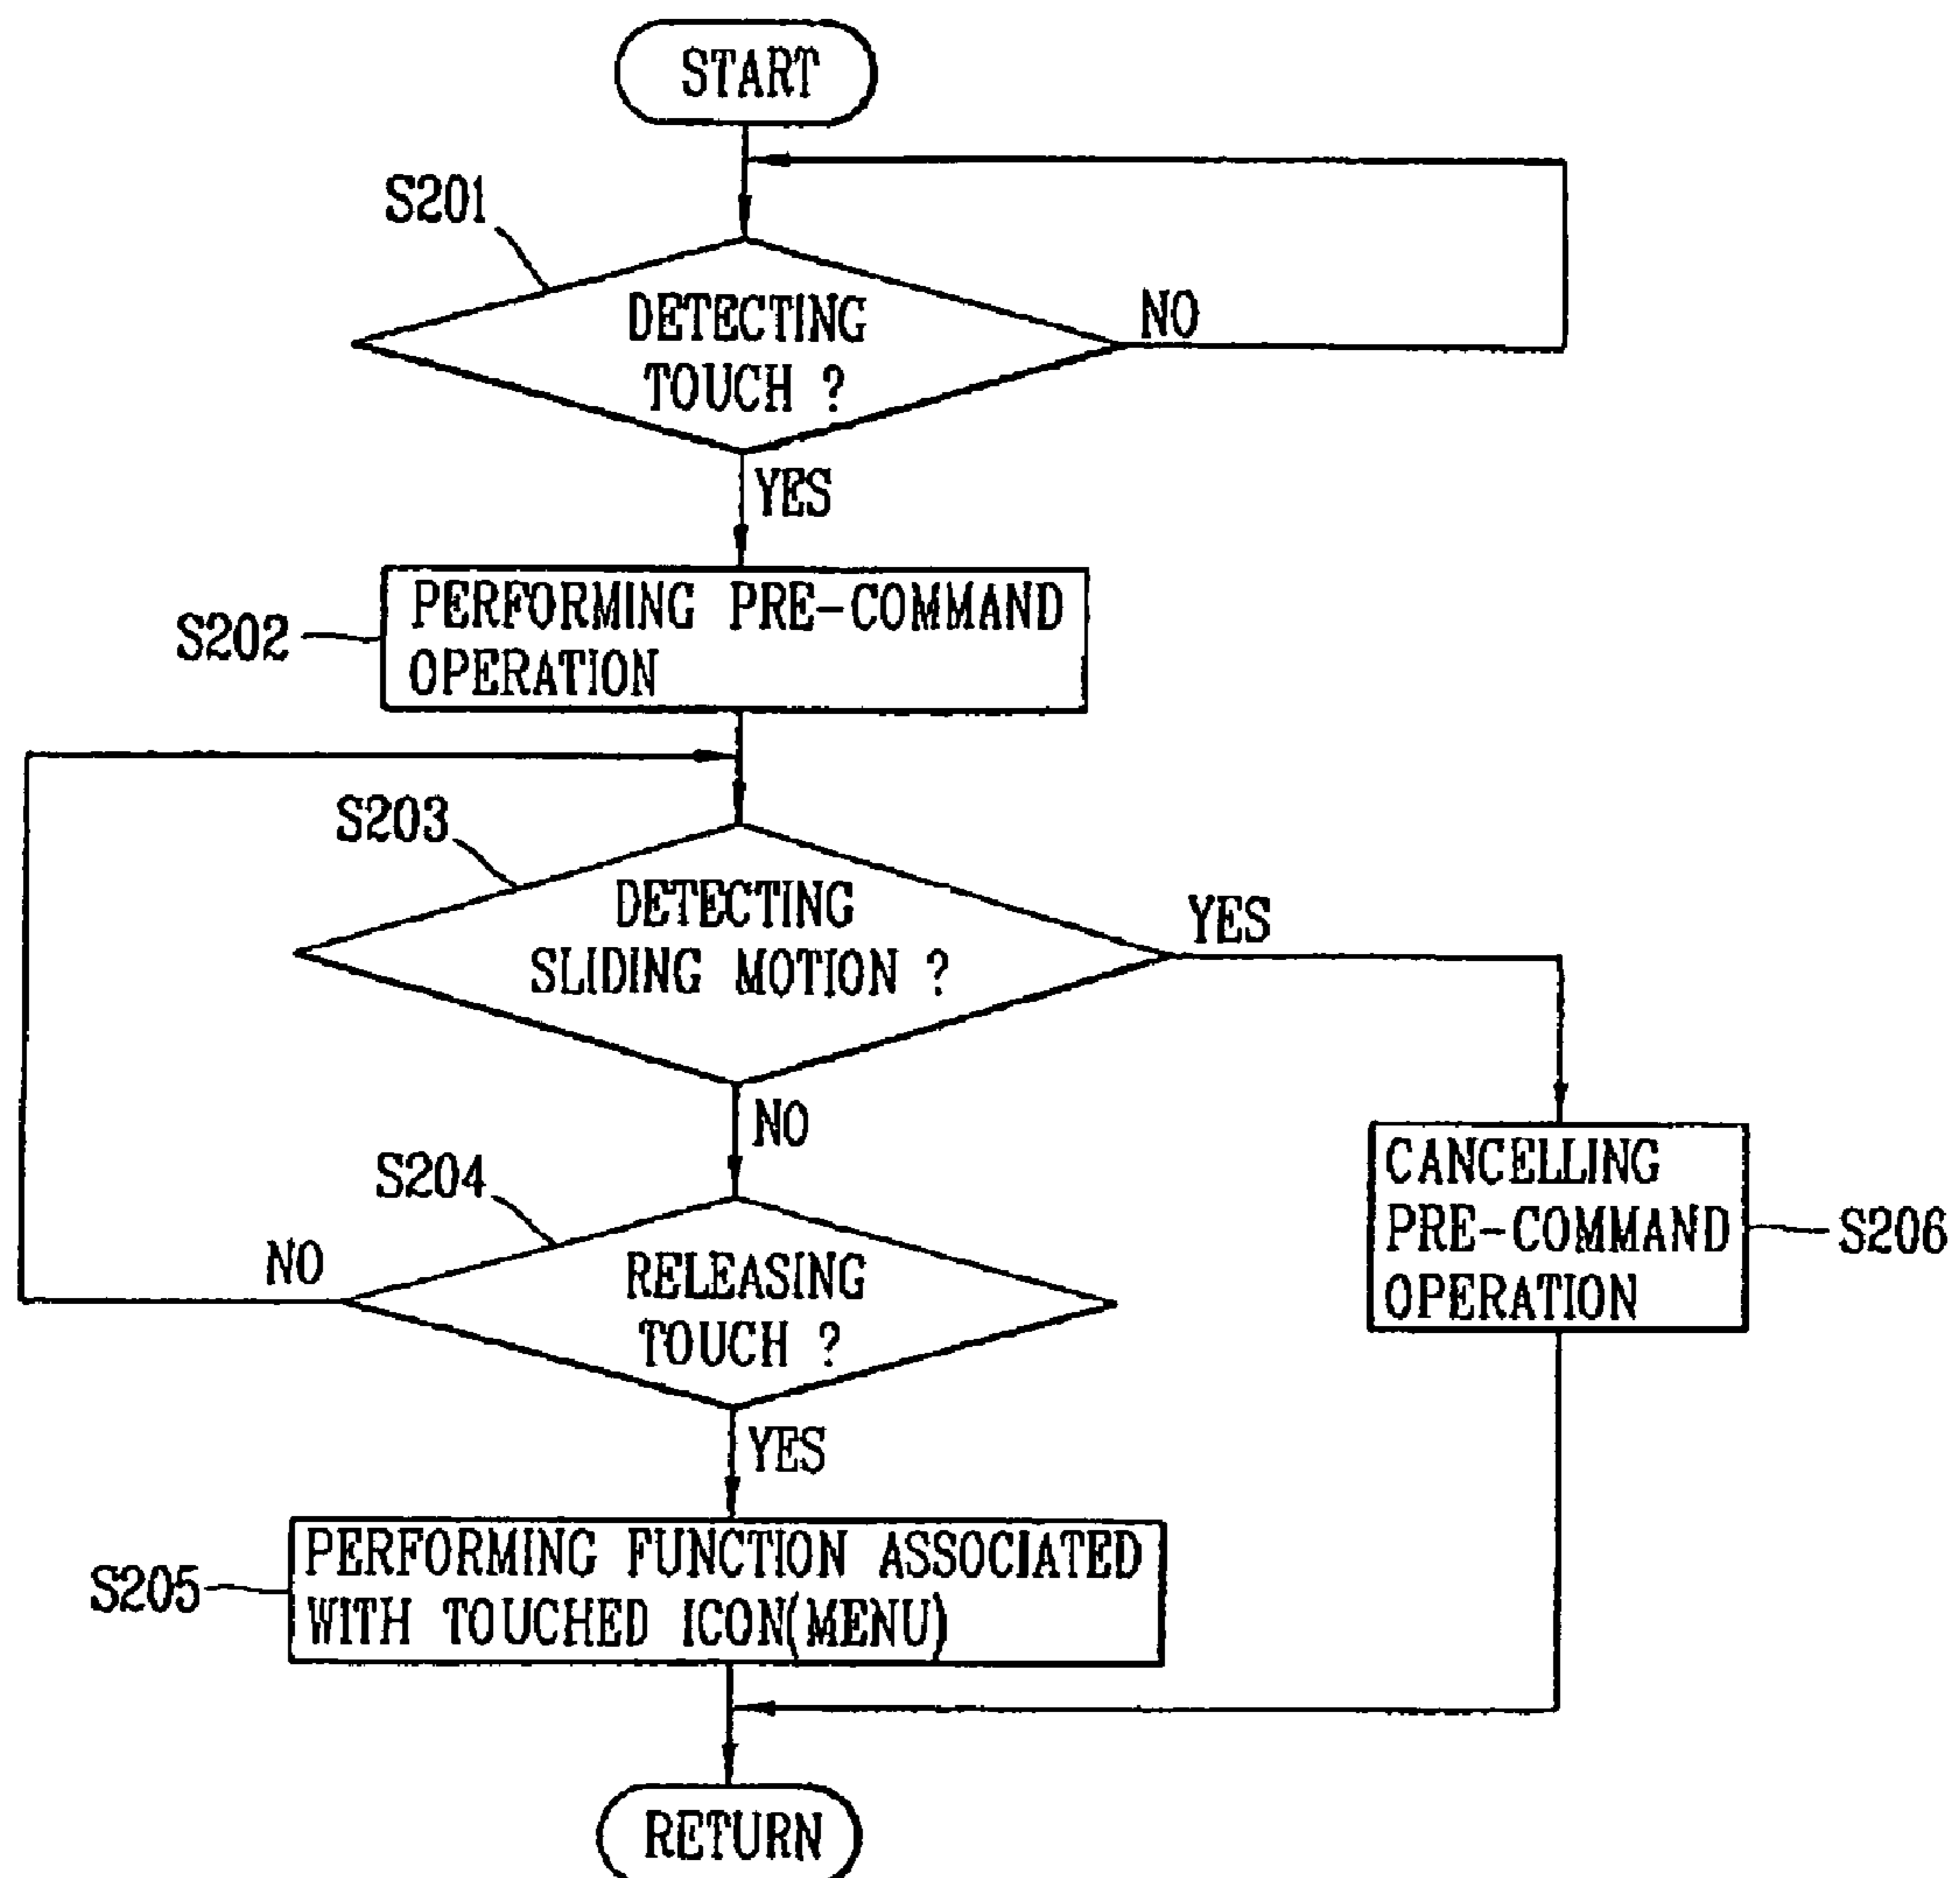 START
S201
DETECTING
TOUCH ?
NO
YES
S202
PERFORMING PRE-COMMAND
OPERATION
S203
DETECTING
SLIDING MOTION ?
YES
NO
S204
RELEASING
TOUCH ?
NO
YES
CANCELLING
PRE-COMMAND
OPERATION
S206
S205
PERFORMING FUNCTION ASSOCIATED
WITH TOUCHED ICON(MENU)
RETURN